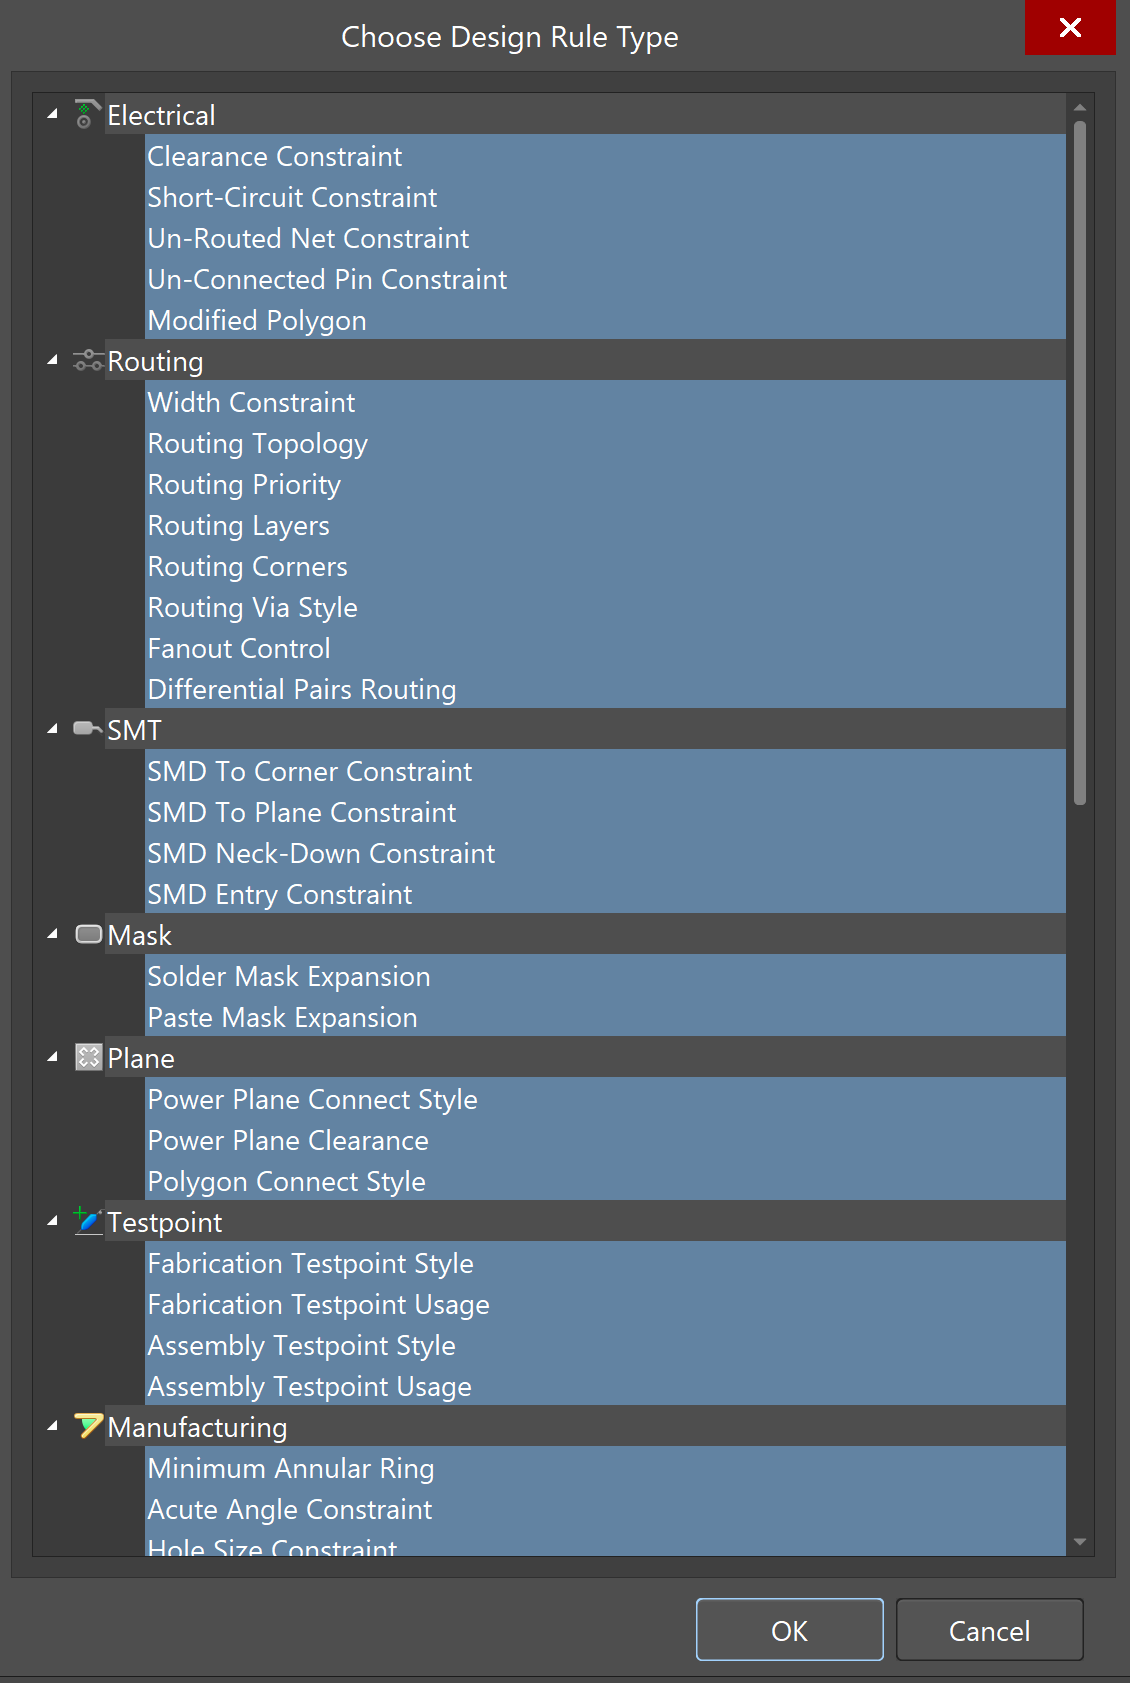 Choose Design Rule Type
Electrical
Clearance Constraint
Short-Circuit Constraint
Un-Routed Net Constraint
Un-Connected Pin Constraint
Modified Polygon
Routing
Width Constraint
Routing Topology
Routing Priority
Routing Layers
Routing Corners
Routing Via Style
Fanout Control
Differential Pairs Routing
SMT
SMD To Corner Constraint
SMD To Plane Constraint
SMD Neck-Down Constraint
SMD Entry Constraint
Mask
Solder Mask Expansion
Paste Mask Expansion
Plane
Power Plane Connect Style
Power Plane Clearance
Polygon Connect Style
Testpoint
Fabrication Testpoint Style
Fabrication Testpoint Usage
Assembly Testpoint Style
Assembly Testpoint Usage
Manufacturing
Minimum Annular Ring
Acute Angle Constraint
Hole Size Constraint
OK Cancel